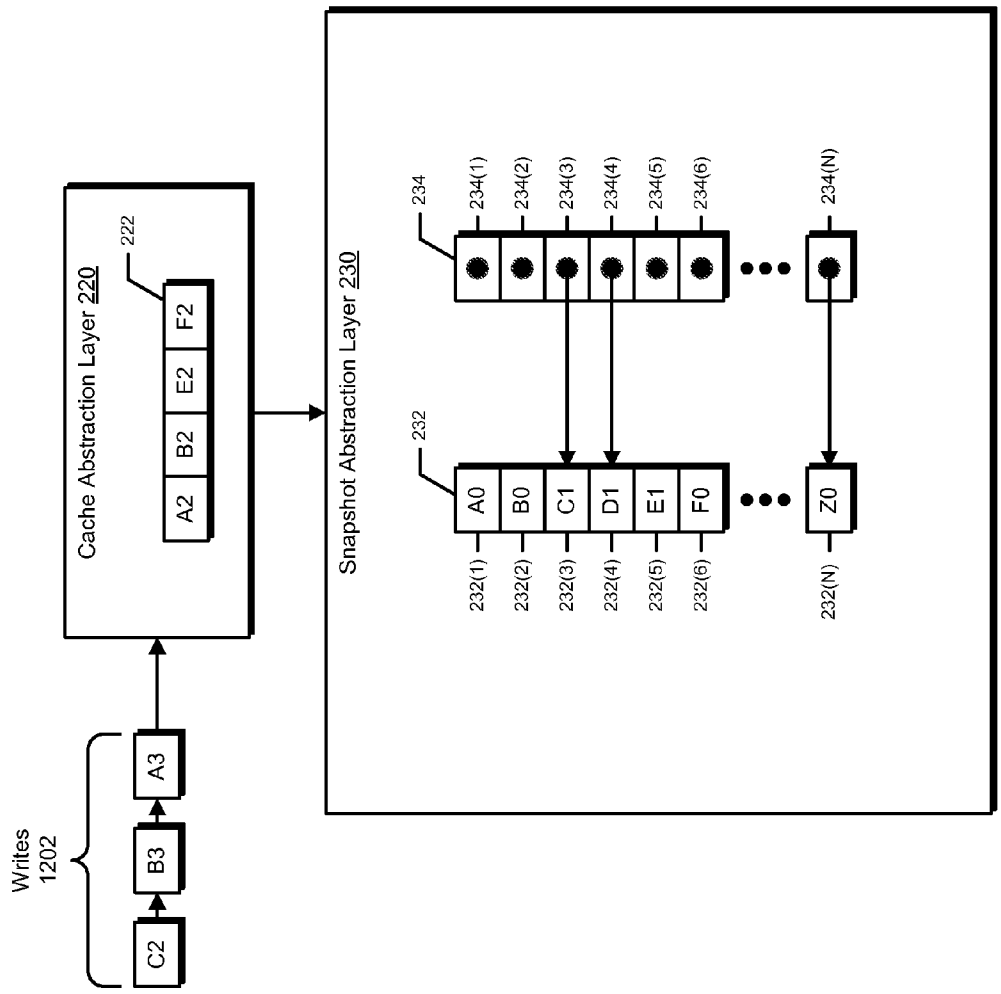 Writes
1202
C2
B3
A3
Cache Abstraction Layer 220
222
A2
B2
E2
F2
Snapshot Abstraction Layer 230
232
234
232(1)
A0
234(1)
232(2)
B0
234(2)
232(3)
C1
234(3)
232(4)
D1
234(4)
232(5)
E1
234(5)
232(6)
F0
234(6)
232(N)
Z0
234(N)